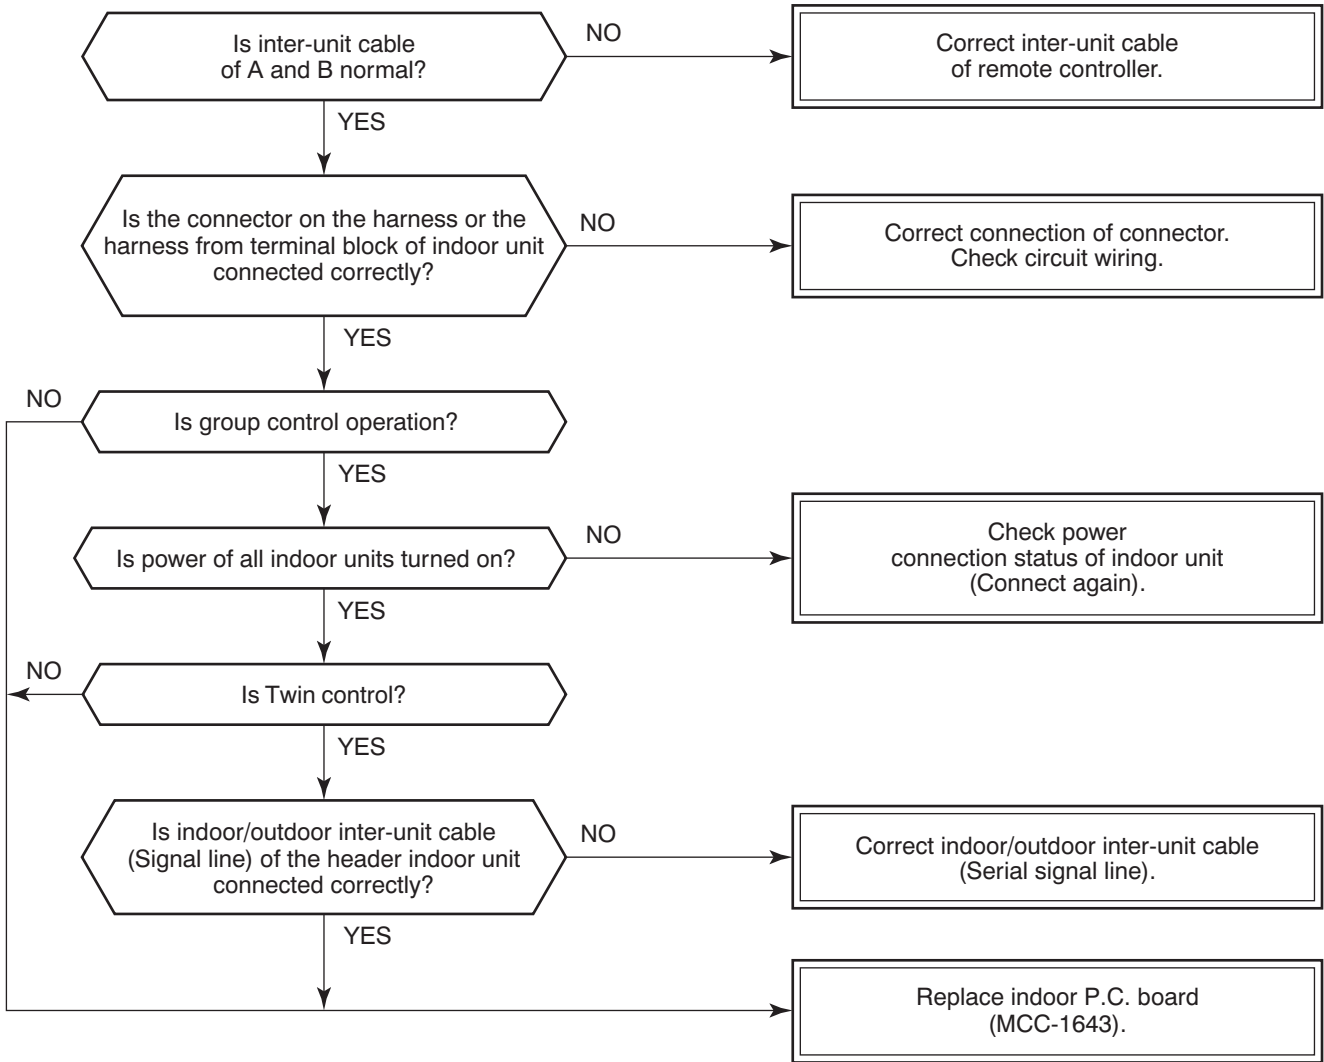 Is inter-unit cable
of A and B normal?
NO
Correct inter-unit cable
of remote controller.
YES
Is the connector on the harness or the
harness from terminal block of indoor unit
connected correctly?
NO
Correct connection of connector.
Check circuit wiring.
YES
NO
Is group control operation?
YES
Is power of all indoor units turned on?
NO
Check power
connection status of indoor unit
(Connect again).
YES
NO
Is Twin control?
YES
Is indoor/outdoor inter-unit cable
(Signal line) of the header indoor unit
connected correctly?
NO
Correct indoor/outdoor inter-unit cable
(Serial signal line).
YES
Replace indoor P.C. board
(MCC-1643).